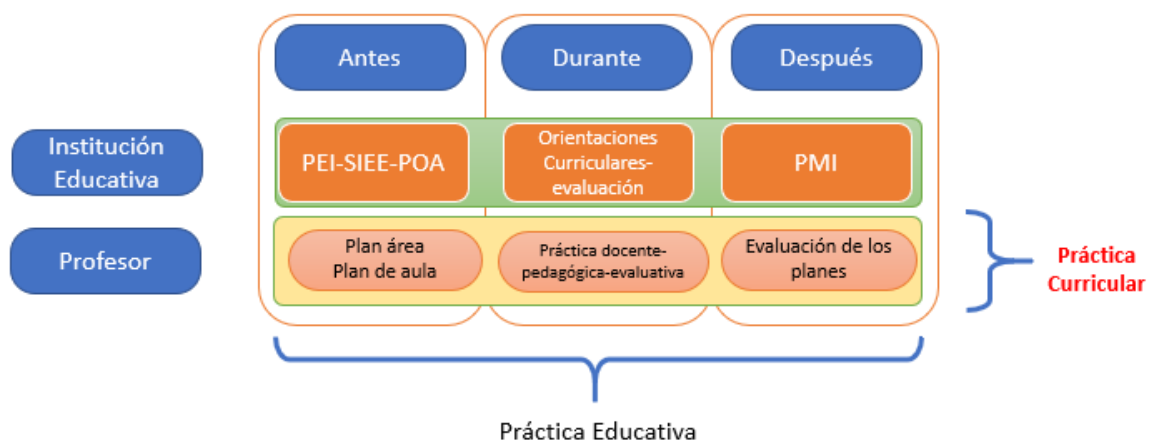 Antes
Durante
Después
Institución
Educativa
PEI-SIEE-POA
Orientaciones
Curriculares-
evaluación
PMI
Profesor
Plan área
Plan de aula
Práctica docente-
pedagógica-evaluativa
Evaluación de los
planes
Práctica
Curricular
Práctica Educativa